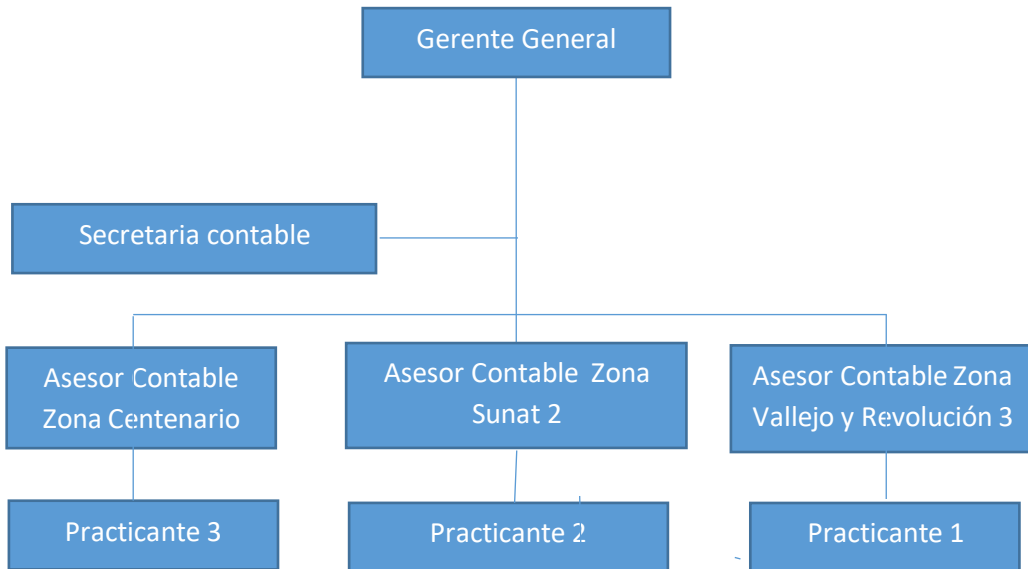 Gerente General
Secretaria contable
Asesor Contable
Zona Centenario
Asesor Contable Zona
Sunat 2
Asesor Contable Zona
Vallejo y Revolución 3
Practicante 3
Practicante 2
Practicante 1